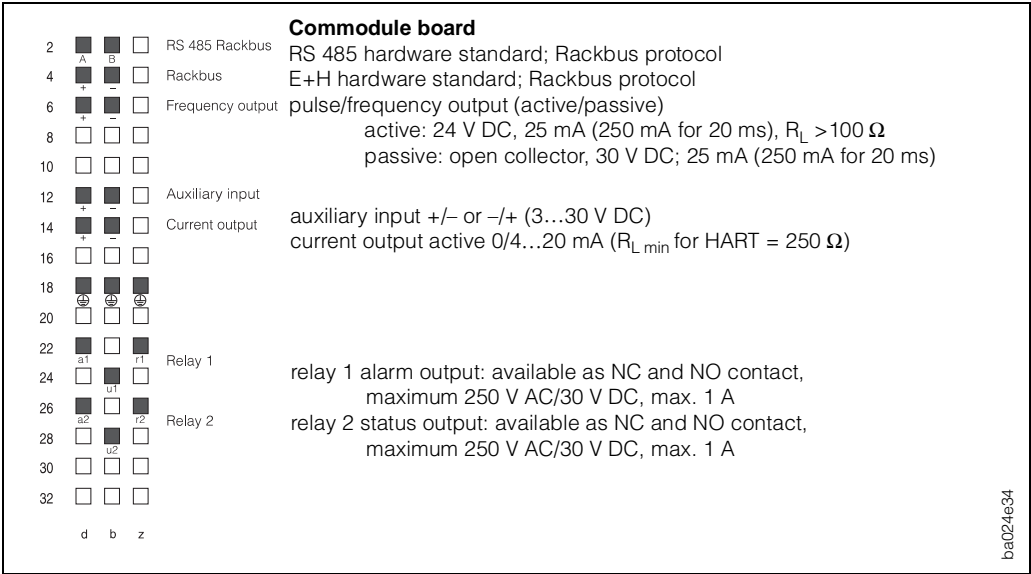 Commodule board
2 RS 485 Rackbus RS 485 hardware standard; Rackbus protocol
A B
4 Rackbus E+H hardware standard; Rackbus protocol
+ −
6 Frequency output pulse/frequency output (active/passive)
+ −
8 active: 24 V DC, 25 mA (250 mA for 20 ms), R_L >100 Ω
10 passive: open collector, 30 V DC; 25 mA (250 mA for 20 ms)
12 Auxiliary input
+ −
auxiliary input +/– or –/+ (3…30 V DC)
14 Current output
+ −
current output active 0/4…20 mA (R_L min for HART = 250 Ω)
16
18
20
22
a1 r1
Relay 1
24 relay 1 alarm output: available as NC and NO contact,
u1
maximum 250 V AC/30 V DC, max. 1 A
26
a2 r2
Relay 2 relay 2 status output: available as NC and NO contact,
28
u2
maximum 250 V AC/30 V DC, max. 1 A
30
32
d b z
ba024e34